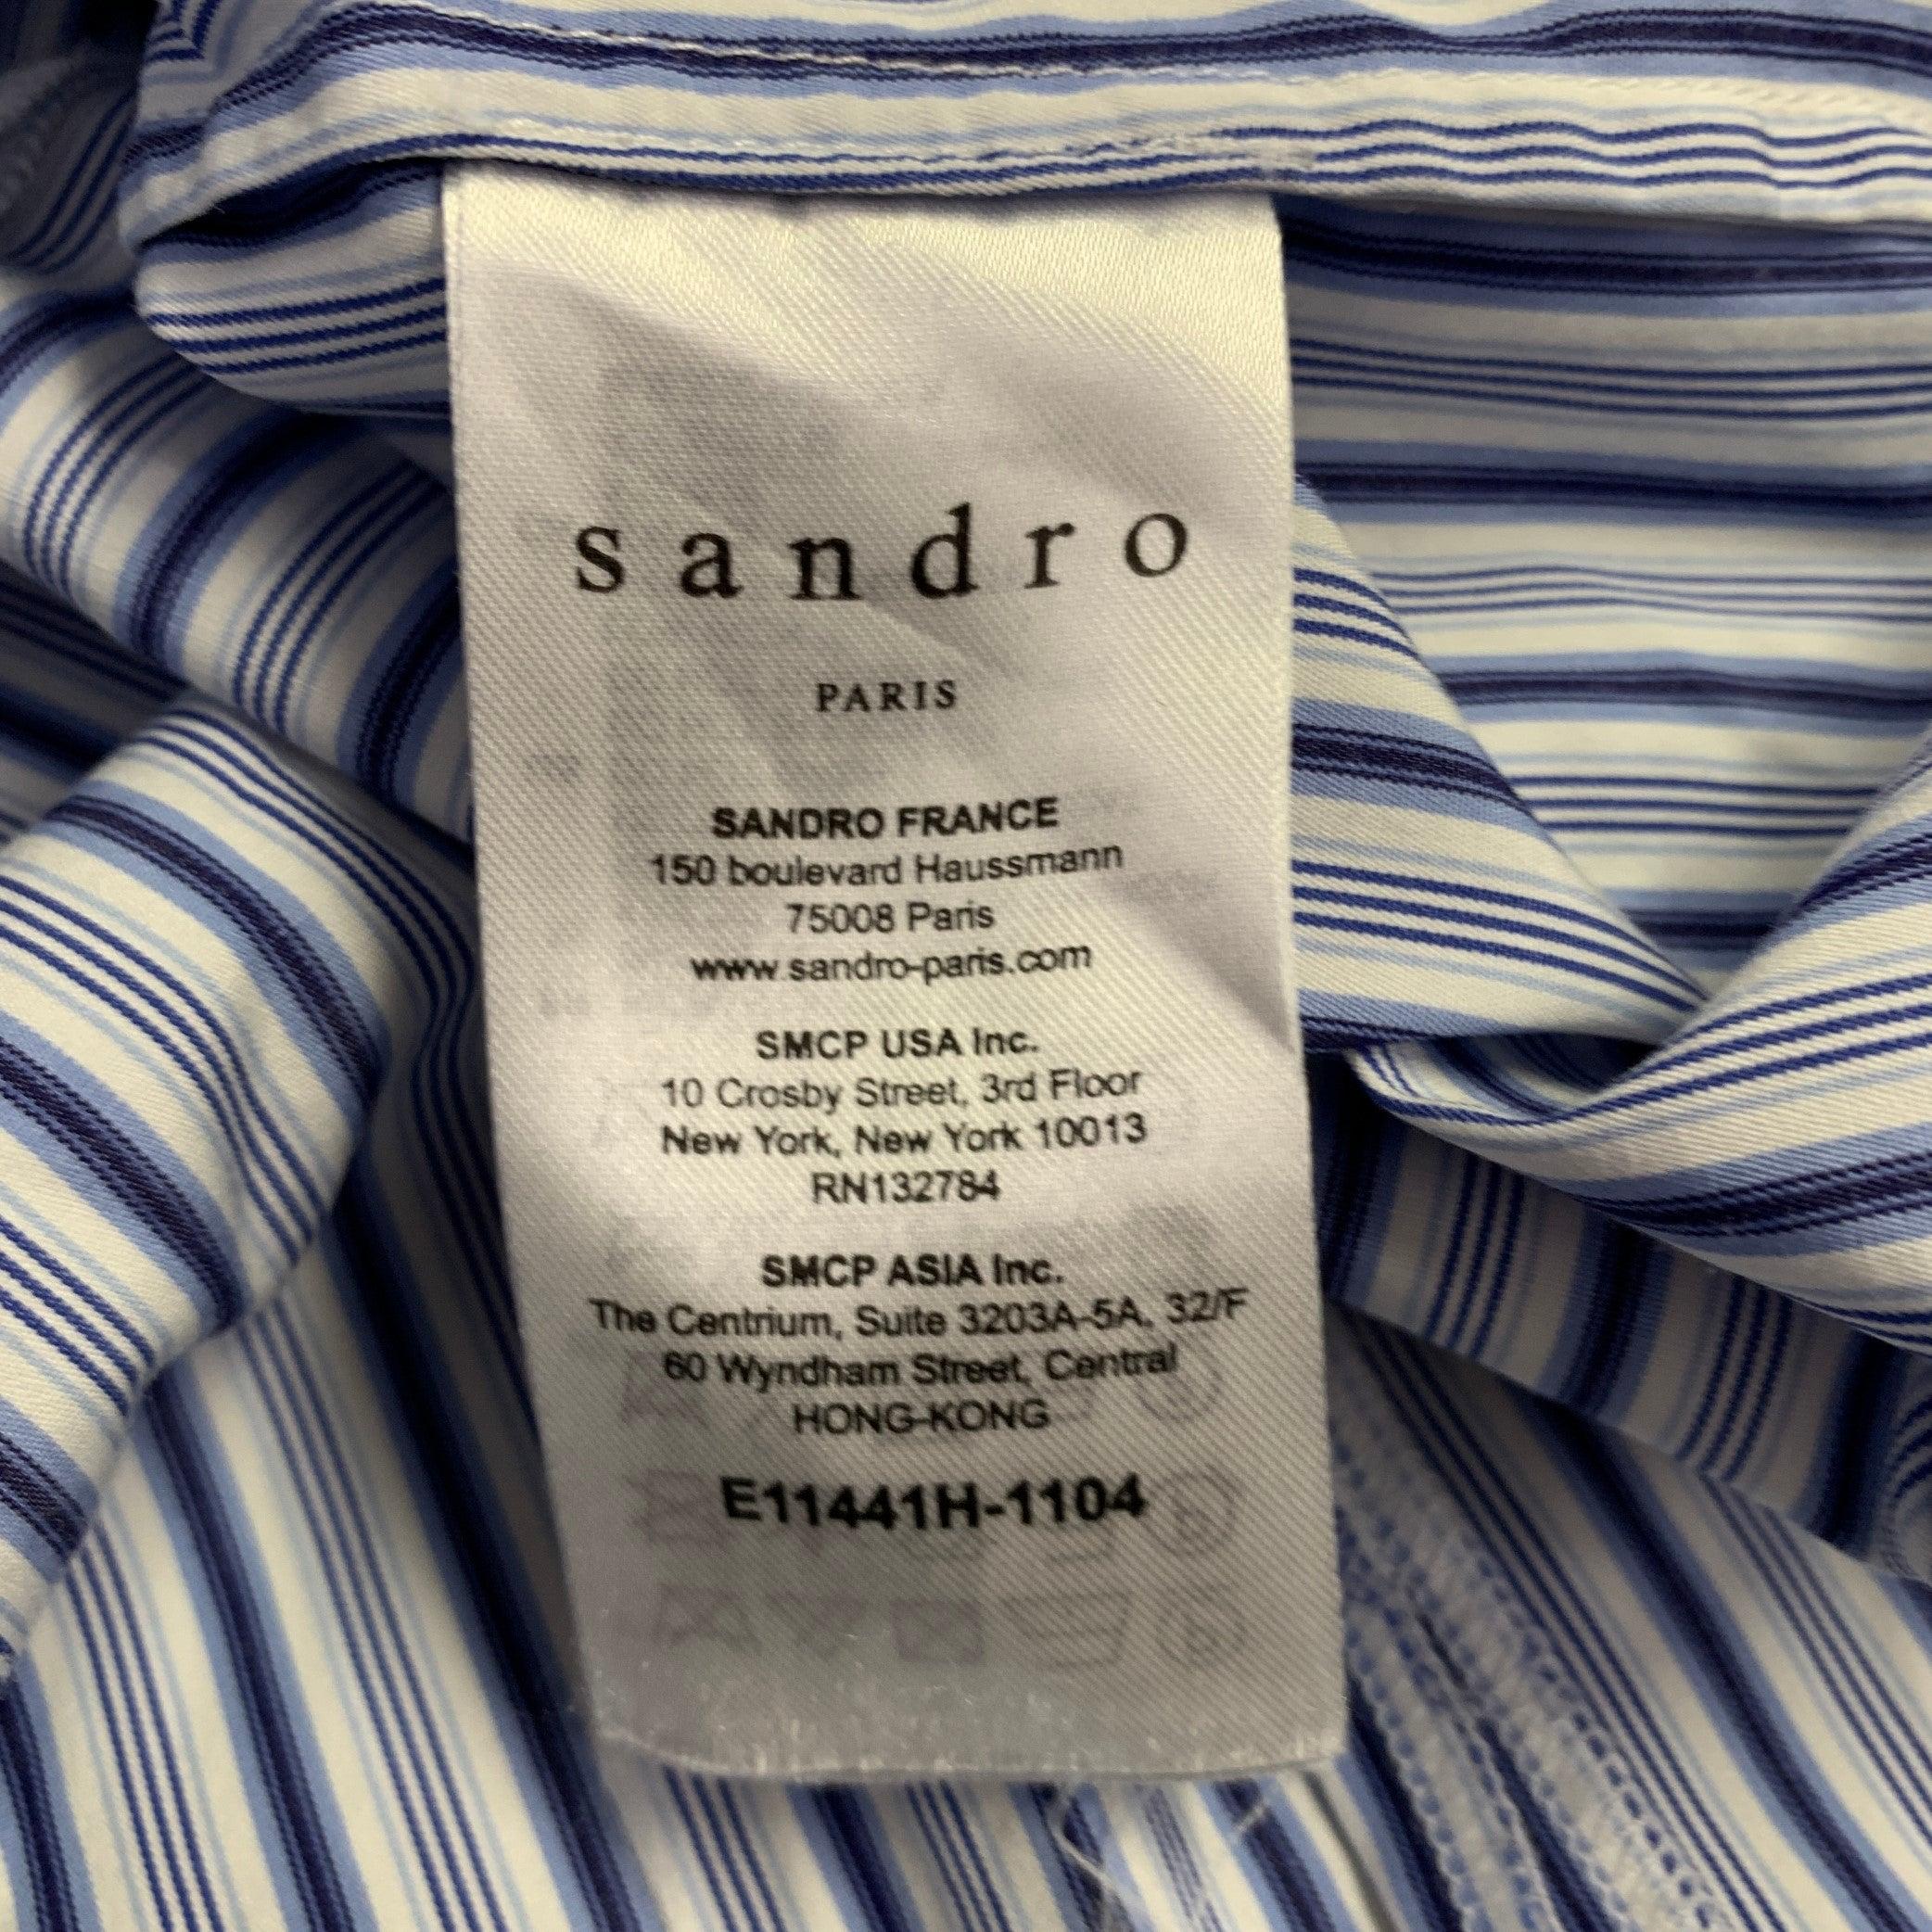 sandro
PARIS
SANDRO FRANCE
150 boulevard Haussmann
75008 Paris
www.sandro-paris.com
SMCP USA Inc.
10 Crosby Street, 3rd Floor
New York, New York 10013
RN132784
SMCP ASIA Inc.
The Centrium, Suite 3203A-5A, 32/F
60 Wyndham Street, Central
HONG-KONG
E11441H-1104